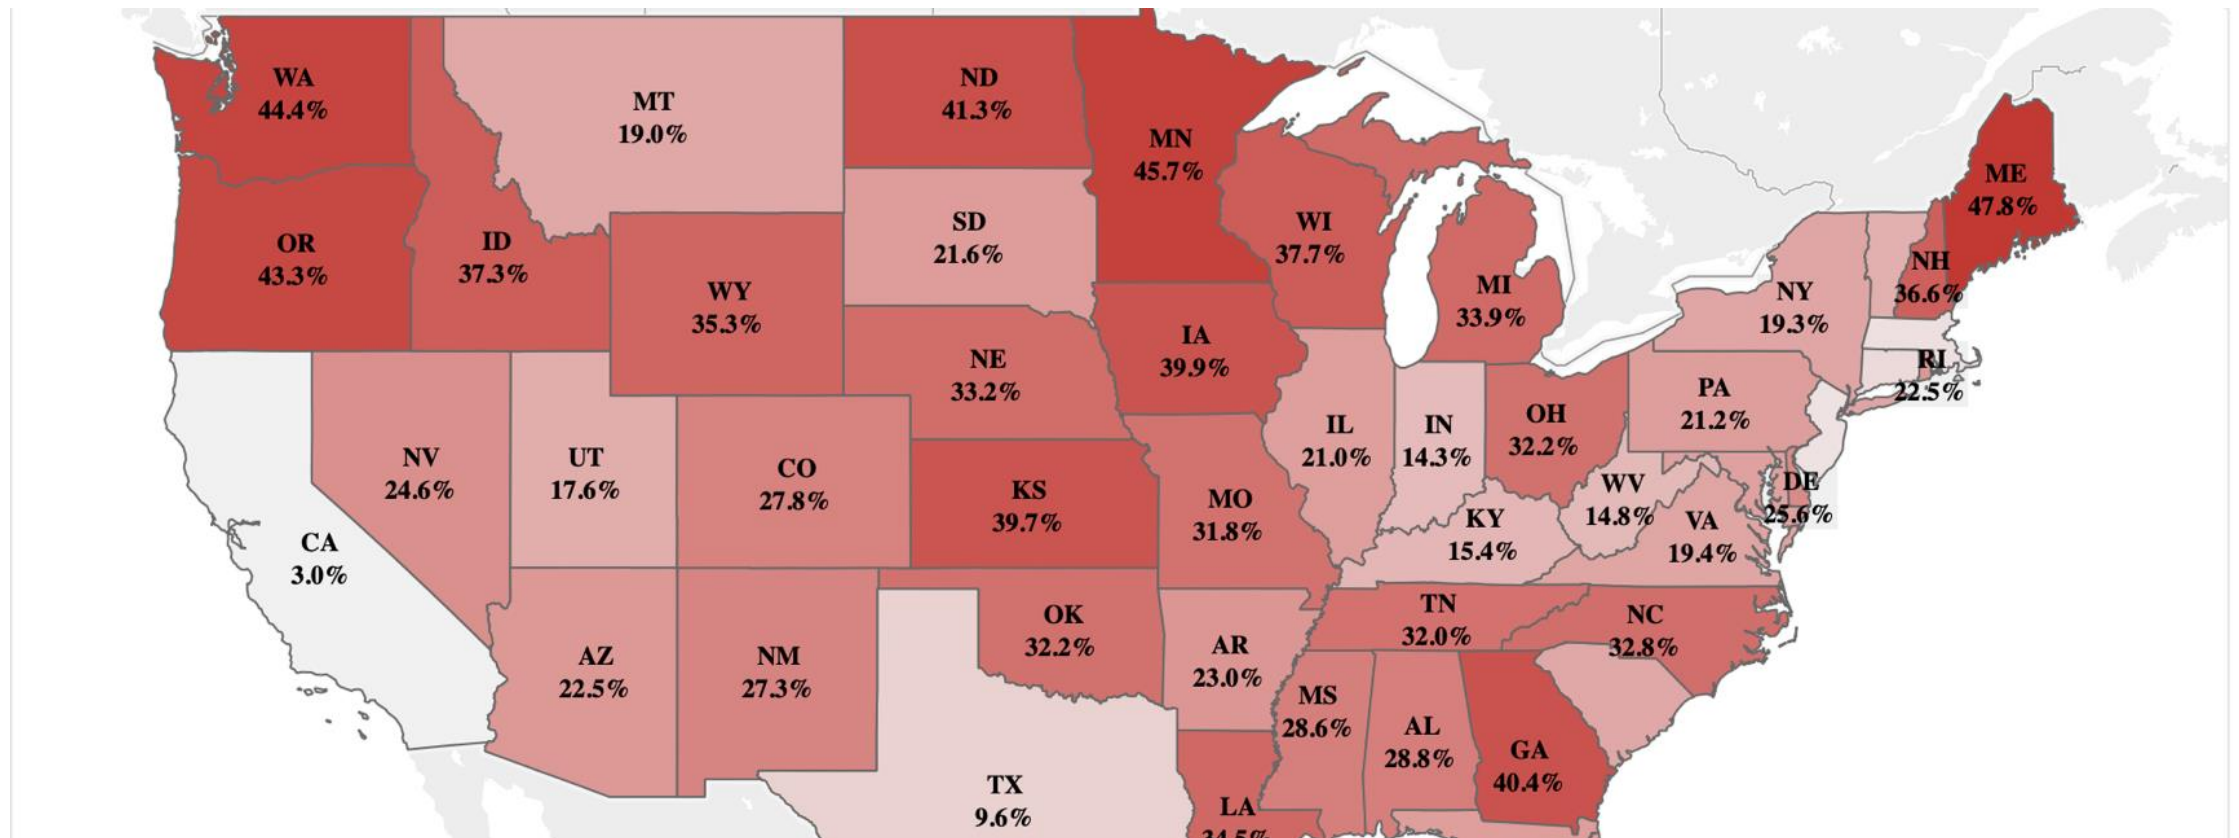 WA
44.4%
MT
19.0%
ND
41.3%
MN
45.7%
ME
47.8%
OR
43.3%
ID
37.3%
SD
21.6%
WI
37.7%
NH
36.6%
WY
35.3%
MI
33.9%
NY
19.3%
IA
39.9%
NE
33.2%
RI
22.5%
PA
21.2%
OH
32.2%
IL
21.0%
IN
14.3%
NV
24.6%
UT
17.6%
CO
27.8%
KS
39.7%
MO
31.8%
WV
14.8%
DE
25.6%
KY
15.4%
VA
19.4%
CA
3.0%
TN
32.0%
NC
32.8%
OK
32.2%
AR
23.0%
AZ
22.5%
NM
27.3%
MS
28.6%
AL
28.8%
GA
40.4%
TX
9.6%
LA
34.5%